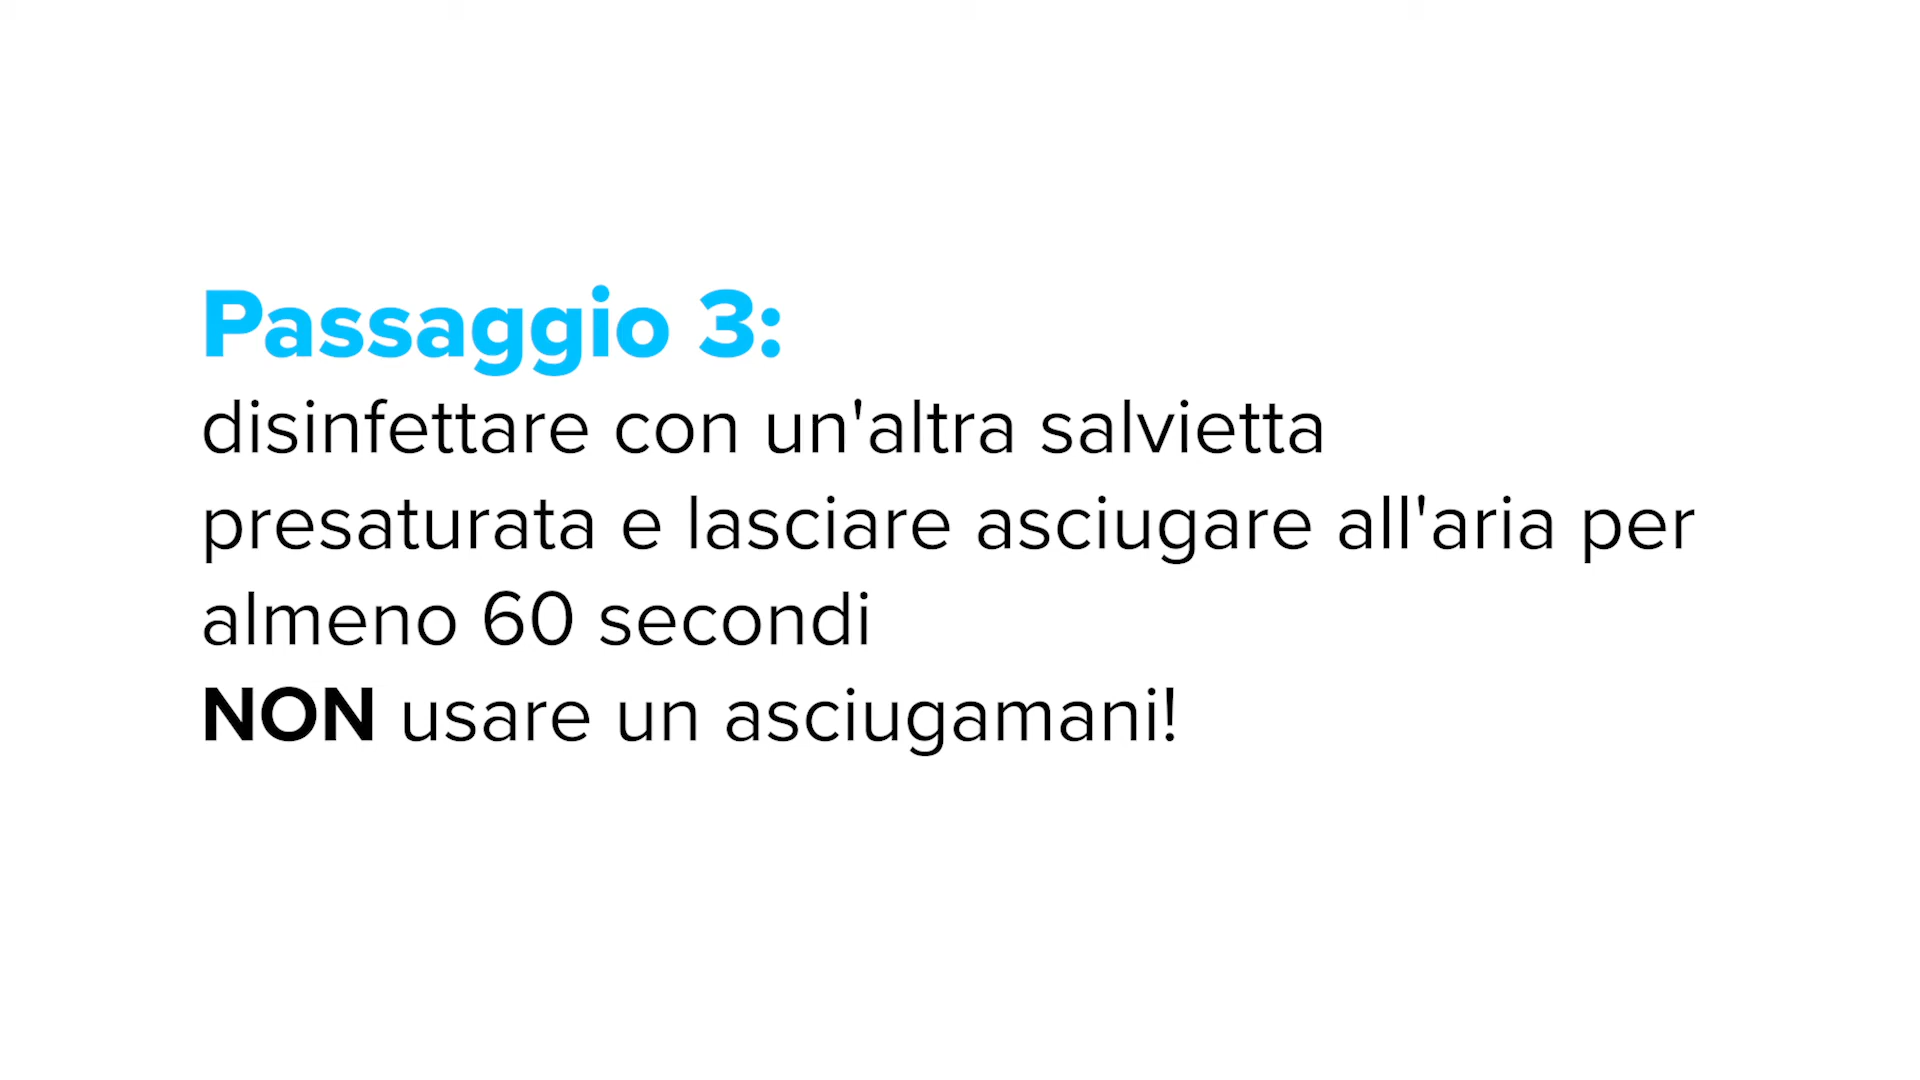 Passaggio 3:
disinfettare con un'altra salvietta
presaturata e lasciare asciugare all'aria per
almeno 60 secondi
NON usare un asciugamani!